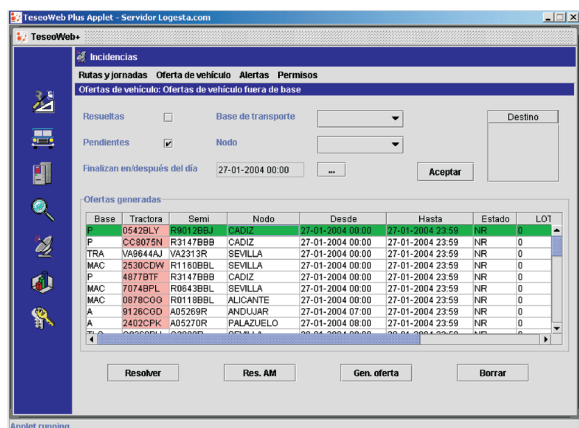 TeseoWeb Plus Applet - Servidor Logesta.com
TeseoWeb+
Incidencias
Rutas y jornadas Oferta de vehículo Alertas Permisos
Ofertas de vehículo: Ofertas de vehículo fuera de base
Resueltas Base de transporte Destino
Pendientes Nodo
Finalizan en/después del día 27-01-2004 00:00 ... Aceptar
Ofertas generadas
Base Tractora Semi Nodo Desde Hasta Estado LOT
P 0542BLY R9012BBJ CADIZ 27-01-2004 00:00 27-01-2004 23:59 NR 0
P CC8075N R3147BBB CADIZ 27-01-2004 00:00 27-01-2004 23:59 NR 0
TRA VA9644AJ VA2313R SEVILLA 27-01-2004 00:00 27-01-2004 23:59 NR 0
MAC 2530CDW R1160BBL SEVILLA 27-01-2004 00:00 27-01-2004 23:59 NR 0
P 4877BTF R3147BBB CADIZ 27-01-2004 00:00 27-01-2004 23:59 NR 0
MAC 7074BPL R0643BBL SEVILLA 27-01-2004 00:00 27-01-2004 23:59 NR 0
MAC 0878CGG R0118BBL ALICANTE 27-01-2004 00:00 27-01-2004 23:59 NR 0
A 9126CGD A05269R ANDUJAR 27-01-2004 07:00 27-01-2004 23:59 NR 0
A 2402CPK A05270R PALAZUELO 27-01-2004 08:00 27-01-2004 23:59 NR 0
Resolver Res. AM Gen. oferta Borrar
Applet running.